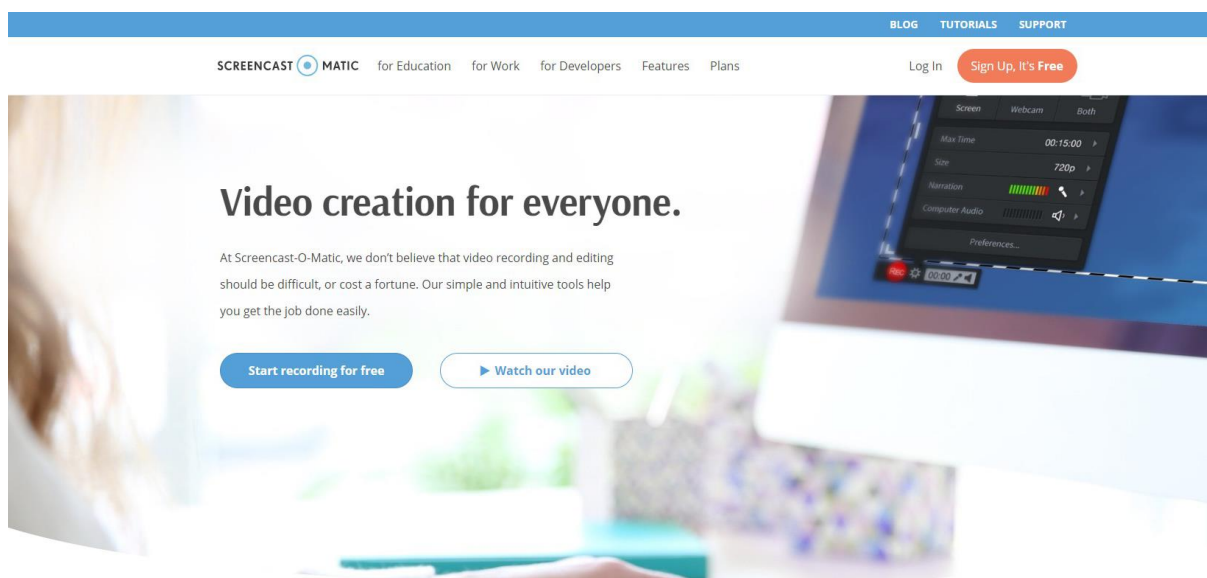 BLOG TUTORIALS SUPPORT
SCREENCAST MATIC for Education for Work for Developers Features Plans Log In Sign Up, It's Free
Video creation for everyone.
At Screencast-O-Matic, we don't believe that video recording and editing
should be difficult, or cost a fortune. Our simple and intuitive tools help
you get the job done easily.
Start recording for free Watch our video
Screen Webcam Both
Max Time 00:15:00
Size 720p
Narration
Computer Audio
Preferences...
Rec 00:00